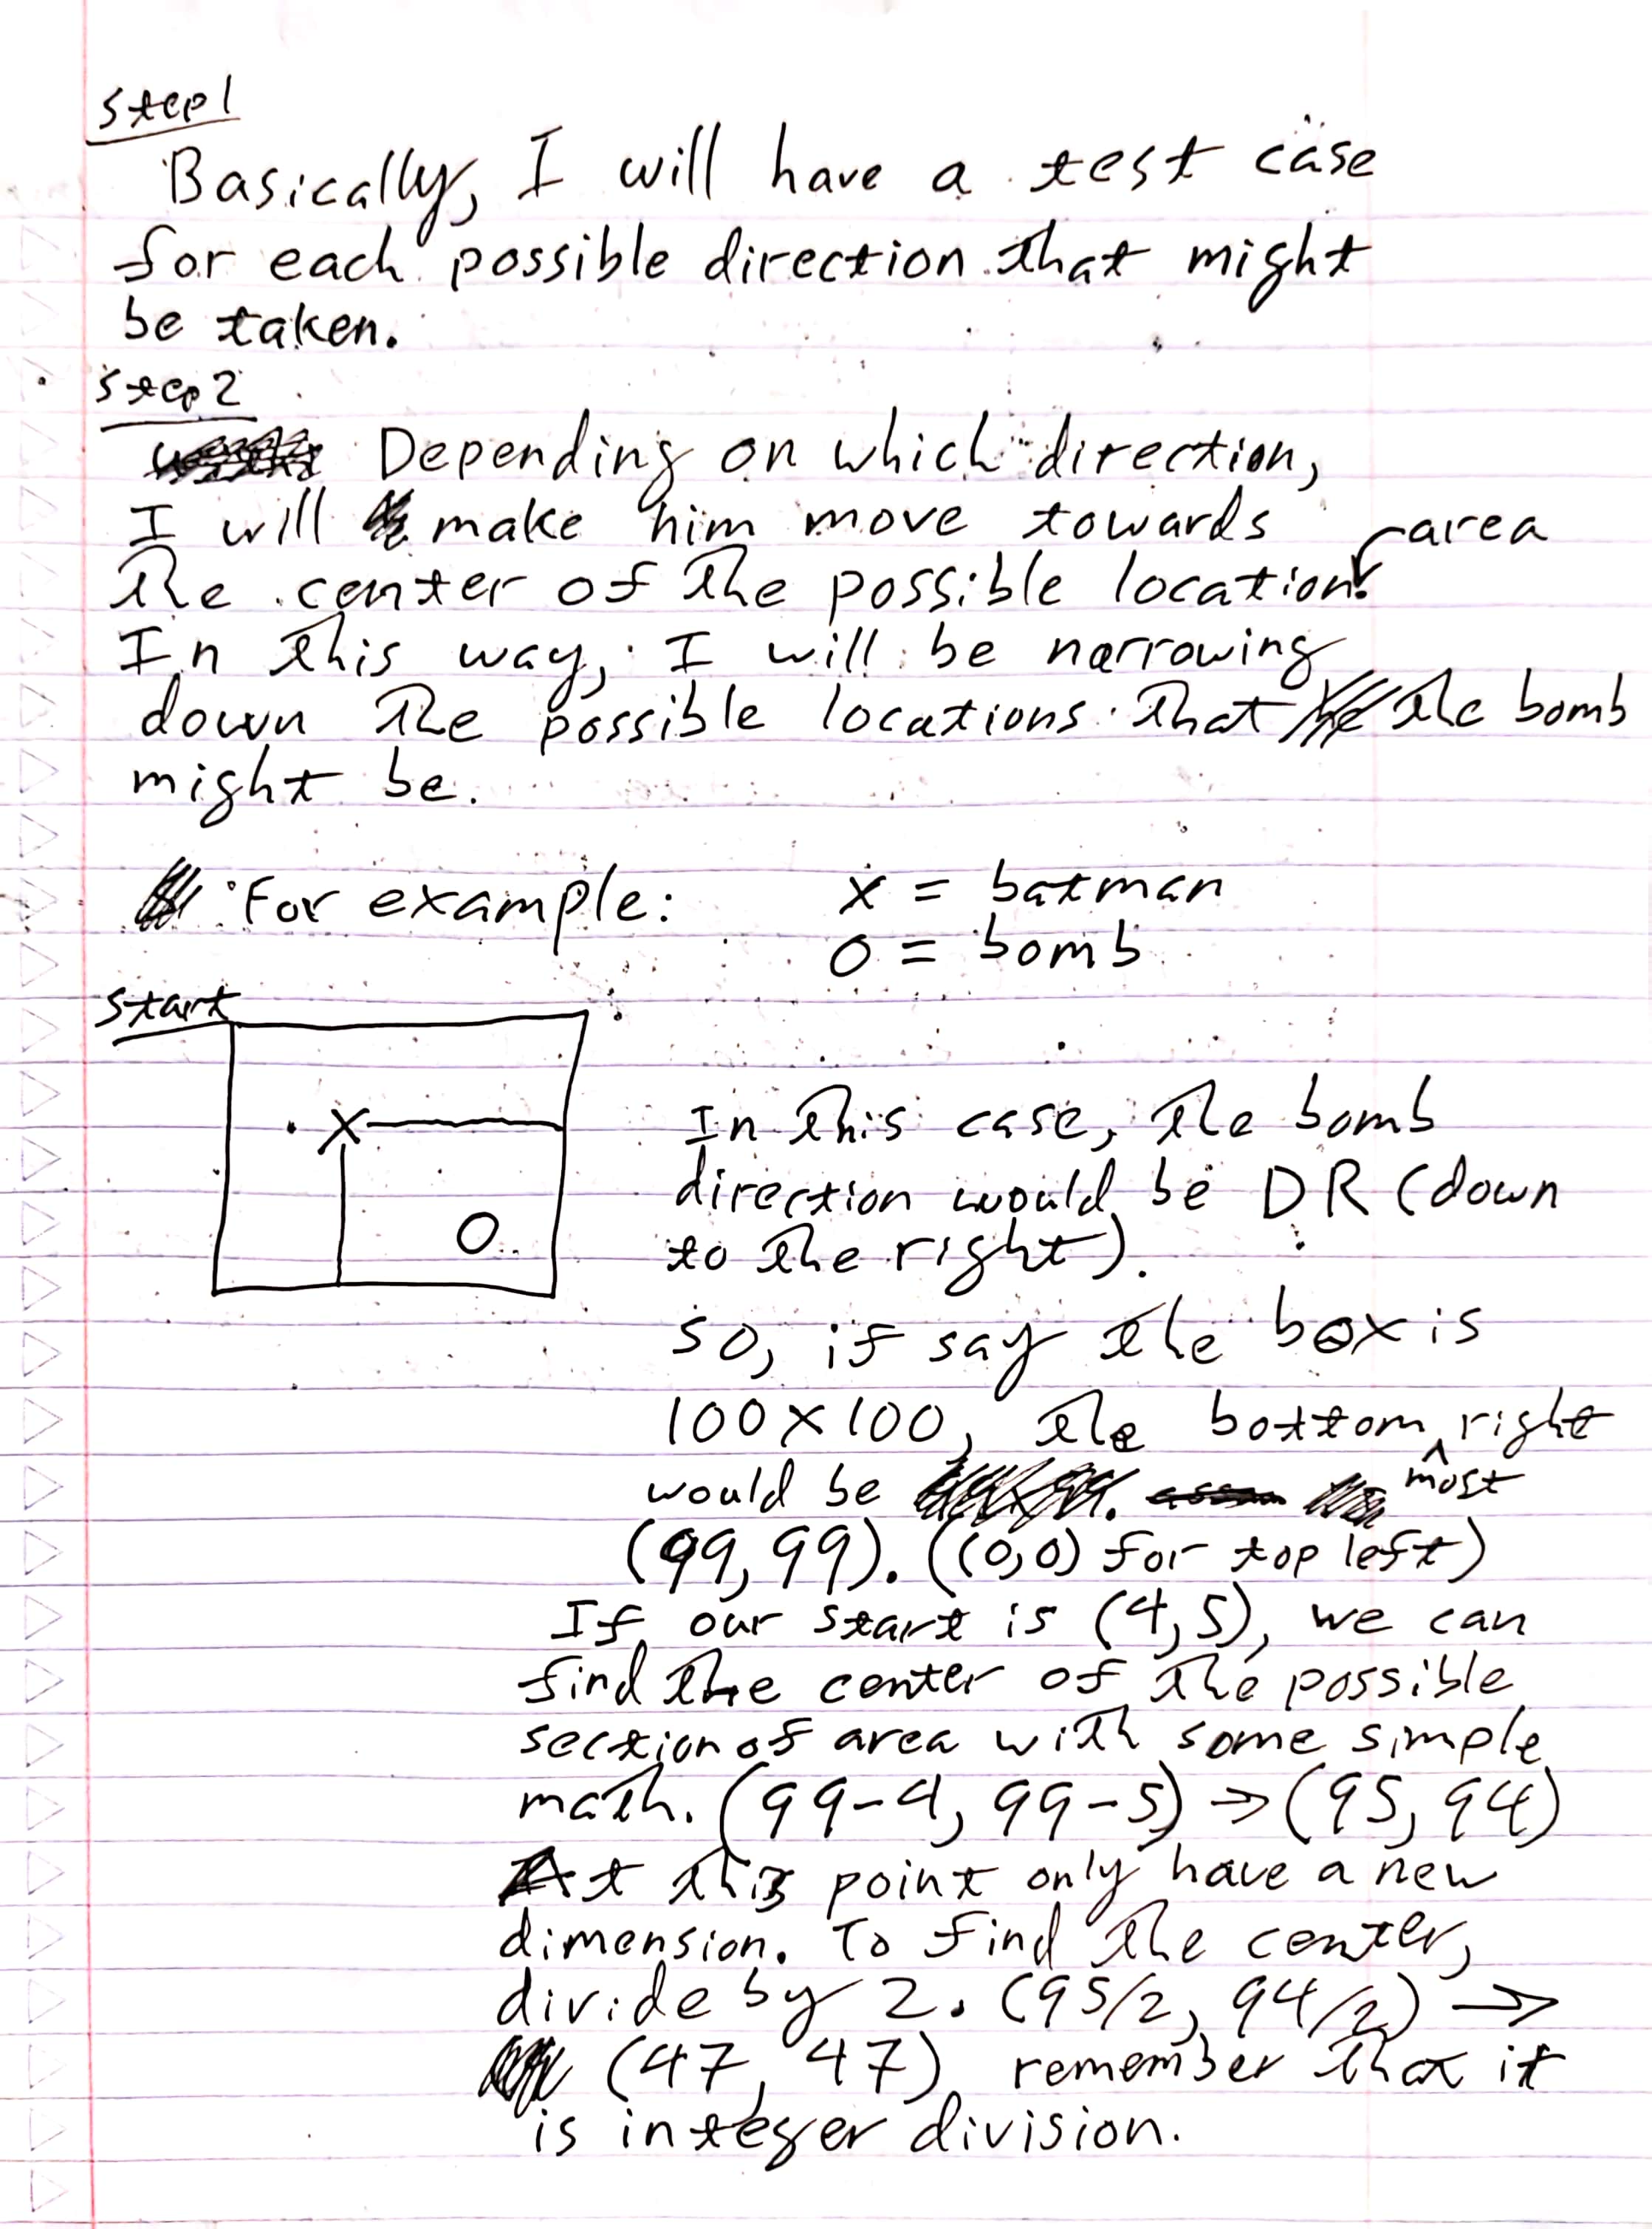 step 1
Basically, I will have a test case
for each possible direction that might
be taken.
step 2
Depending on which direction,
I will make him move towards
the center of the possible location area.
In this way, I will be narrowing
down the possible locations that the bomb
might be.
For example:
x = batman
O = bomb
start
X
O
In this case, the bomb
direction would be DR (down
to the right).
so, if say the box is
100x100, the bottom most right
would be
(99, 99). ((0,0) for top left)
If our start is (4,5), we can
find the center of the possible
section of area with some simple
math. (99-4, 99-5) → (95, 94)
At this point only have a new
dimension. To find the center,
divide by 2. (95/2, 94/2) →
(47, 47) remember that it
is integer division.